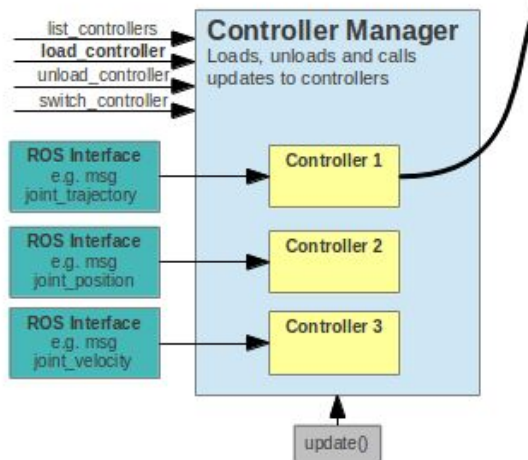 list_controllers
load_controller
unload_controller
switch_controller
Controller Manager
Loads, unloads and calls
updates to controllers
ROS Interface
e.g. msg
joint_trajectory
Controller 1
ROS Interface
e.g. msg
joint_position
Controller 2
ROS Interface
e.g. msg
joint_velocity
Controller 3
update()